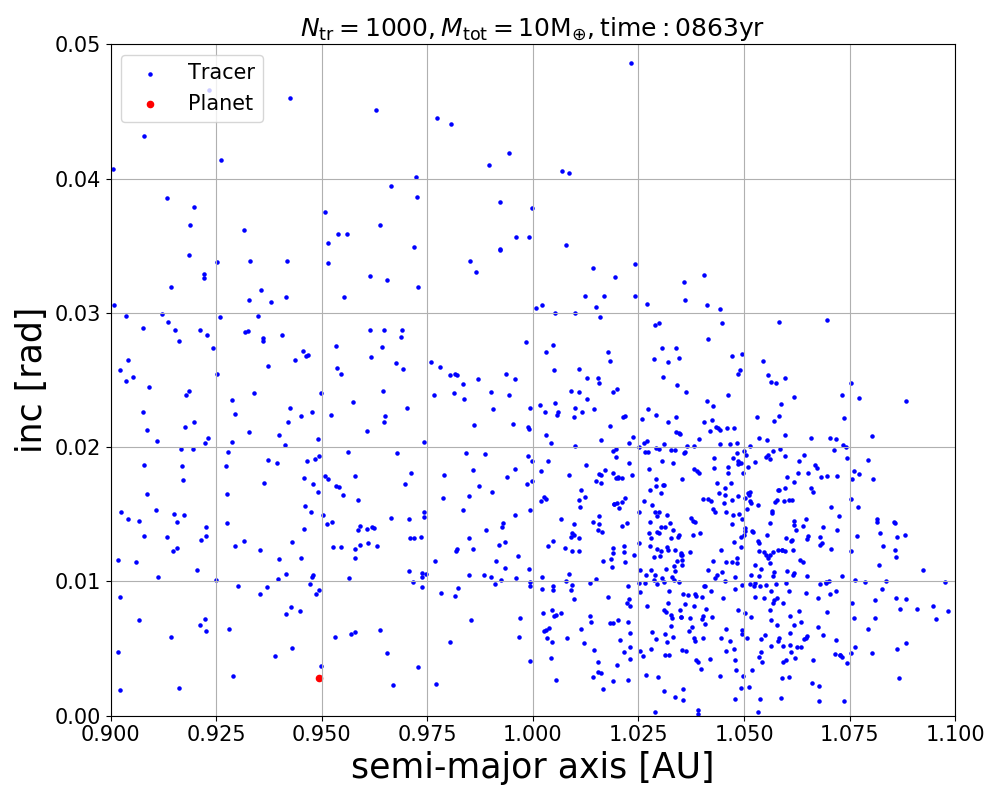 N_tr = 1000, M_tot = 10M_⊕, time : 0863yr
Tracer
Planet
0.05
0.04
0.03
0.02
0.01
0.00
inc [rad]
0.900 0.925 0.950 0.975 1.000 1.025 1.050 1.075 1.100
semi-major axis [AU]